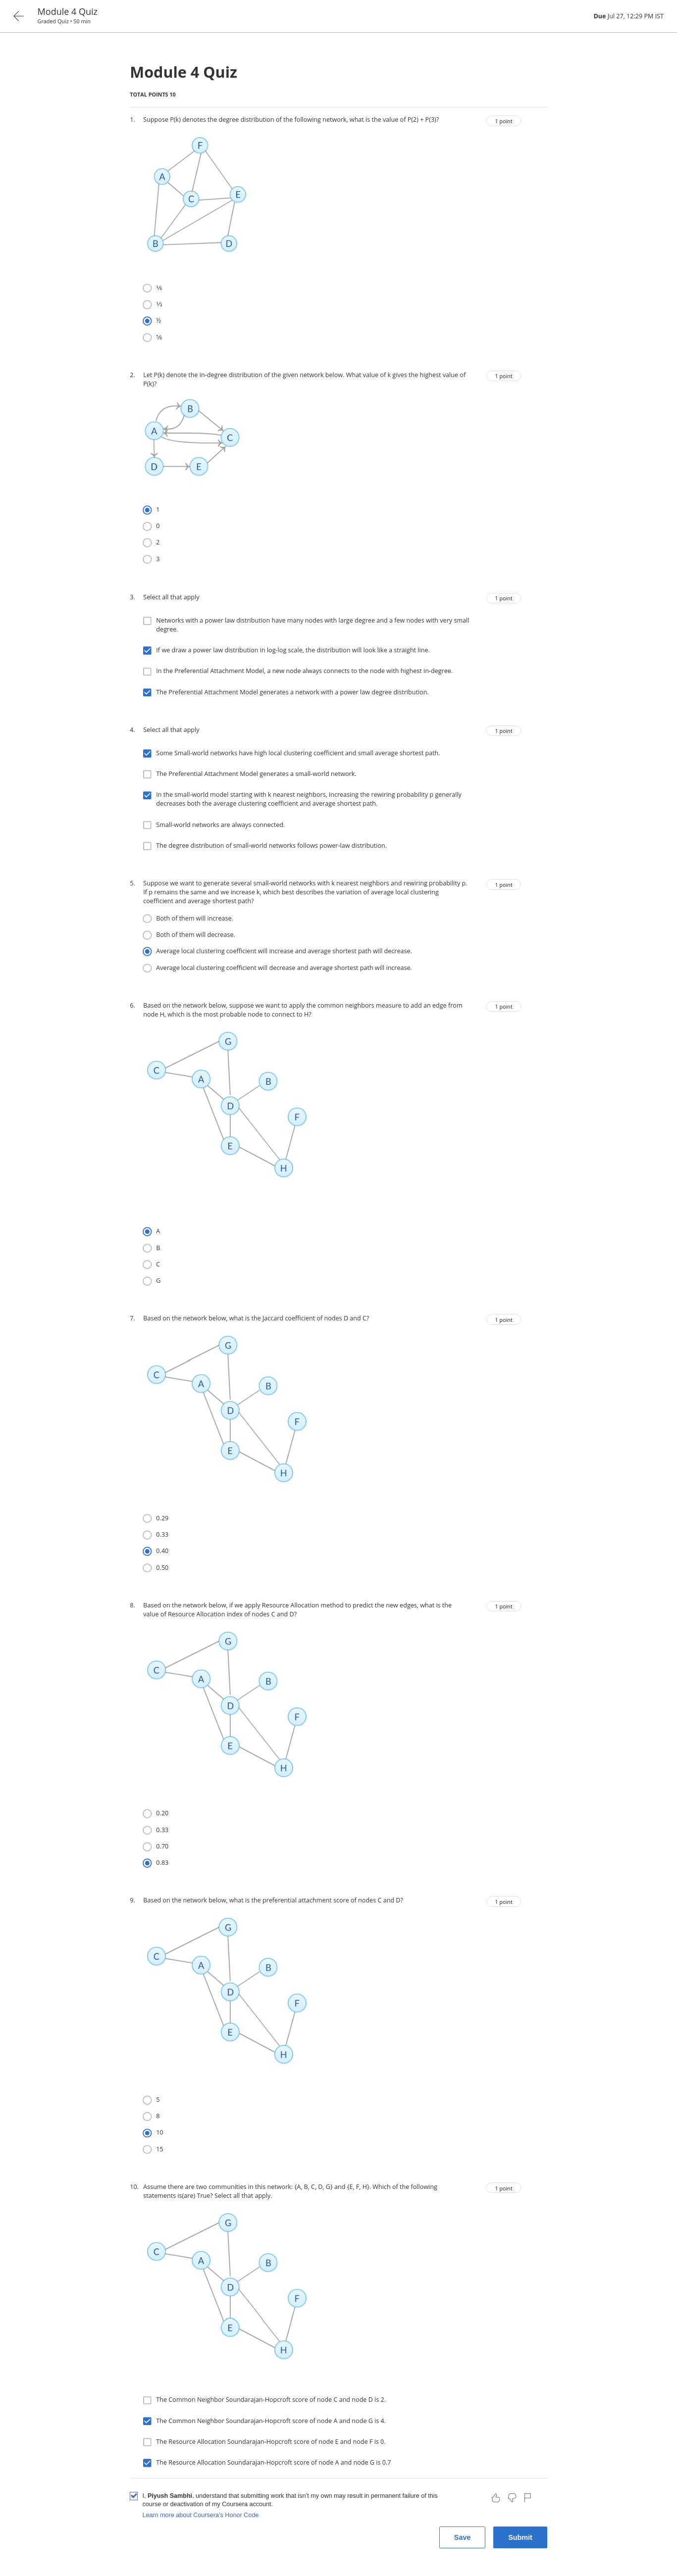 Module 4 Quiz
Graded Quiz • 50 min
Due Jul 27, 12:29 PM IST
Module 4 Quiz
TOTAL POINTS 10
1. Suppose P(k) denotes the degree distribution of the following network, what is the value of P(2) + P(3)?
1 point
F
A
C
E
B
D
⅙
⅓
½
⅚
2. Let P(k) denote the in-degree distribution of the given network below. What value of k gives the highest value of
P(k)?
1 point
B
A
C
D
E
1
0
2
3
3. Select all that apply
1 point
Networks with a power law distribution have many nodes with large degree and a few nodes with very small
degree.
If we draw a power law distribution in log-log scale, the distribution will look like a straight line.
In the Preferential Attachment Model, a new node always connects to the node with highest in-degree.
The Preferential Attachment Model generates a network with a power law degree distribution.
4. Select all that apply
1 point
Some Small-world networks have high local clustering coefficient and small average shortest path.
The Preferential Attachment Model generates a small-world network.
In the small-world model starting with k nearest neighbors, increasing the rewiring probability p generally
decreases both the average clustering coefficient and average shortest path.
Small-world networks are always connected.
The degree distribution of small-world networks follows power-law distribution.
5. Suppose we want to generate several small-world networks with k nearest neighbors and rewiring probability p.
If p remains the same and we increase k, which best describes the variation of average local clustering
coefficient and average shortest path?
1 point
Both of them will increase.
Both of them will decrease.
Average local clustering coefficient will increase and average shortest path will decrease.
Average local clustering coefficient will decrease and average shortest path will increase.
6. Based on the network below, suppose we want to apply the common neighbors measure to add an edge from
node H, which is the most probable node to connect to H?
1 point
G
C
A
B
D
F
E
H
A
B
C
G
7. Based on the network below, what is the Jaccard coefficient of nodes D and C?
1 point
G
C
A
B
D
F
E
H
0.29
0.33
0.40
0.50
8. Based on the network below, if we apply Resource Allocation method to predict the new edges, what is the
value of Resource Allocation index of nodes C and D?
1 point
G
C
A
B
D
F
E
H
0.20
0.33
0.70
0.83
9. Based on the network below, what is the preferential attachment score of nodes C and D?
1 point
G
C
A
B
D
F
E
H
5
8
10
15
10. Assume there are two communities in this network: {A, B, C, D, G} and {E, F, H}. Which of the following
statements is(are) True? Select all that apply.
1 point
G
C
A
B
D
F
E
H
The Common Neighbor Soundarajan-Hopcroft score of node C and node D is 2.
The Common Neighbor Soundarajan-Hopcroft score of node A and node G is 4.
The Resource Allocation Soundarajan-Hopcroft score of node E and node F is 0.
The Resource Allocation Soundarajan-Hopcroft score of node A and node G is 0.7
I, Piyush Sambhi, understand that submitting work that isn't my own may result in permanent failure of this
course or deactivation of my Coursera account.
Learn more about Coursera's Honor Code
Save
Submit